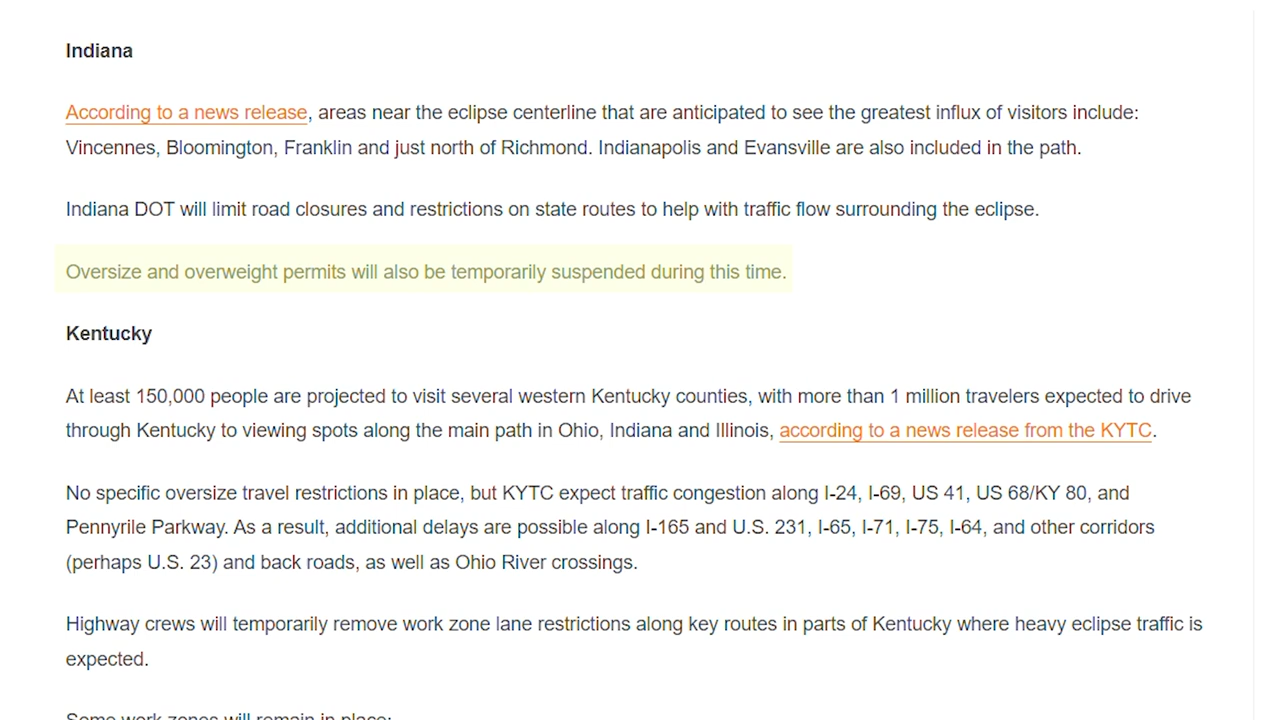 Indiana
According to a news release, areas near the eclipse centerline that are anticipated to see the greatest influx of visitors include:
Vincennes, Bloomington, Franklin and just north of Richmond. Indianapolis and Evansville are also included in the path.
Indiana DOT will limit road closures and restrictions on state routes to help with traffic flow surrounding the eclipse.
Oversize and overweight permits will also be temporarily suspended during this time.
Kentucky
At least 150,000 people are projected to visit several western Kentucky counties, with more than 1 million travelers expected to drive
through Kentucky to viewing spots along the main path in Ohio, Indiana and Illinois, according to a news release from the KYTC.
No specific oversize travel restrictions in place, but KYTC expect traffic congestion along I-24, I-69, US 41, US 68/KY 80, and
Pennyrile Parkway. As a result, additional delays are possible along I-165 and U.S. 231, I-65, I-71, I-75, I-64, and other corridors
(perhaps U.S. 23) and back roads, as well as Ohio River crossings.
Highway crews will temporarily remove work zone lane restrictions along key routes in parts of Kentucky where heavy eclipse traffic is
expected.
Some work zones will remain in place: